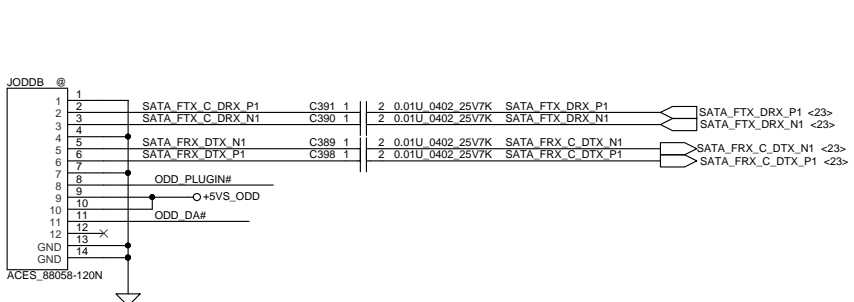 JODDB @
1 1
2 2 SATA_FTX_C_DRX_P1 C391 1 2 0.01U_0402_25V7K SATA_FTX_DRX_P1 SATA_FTX_DRX_P1 <23>
3 3 SATA_FTX_C_DRX_N1 C390 1 2 0.01U_0402_25V7K SATA_FTX_DRX_N1 SATA_FTX_DRX_N1 <23>
4 4
5 5 SATA_FRX_DTX_N1 C389 1 2 0.01U_0402_25V7K SATA_FRX_C_DTX_N1 SATA_FRX_C_DTX_N1 <23>
6 6 SATA_FRX_DTX_P1 C398 1 2 0.01U_0402_25V7K SATA_FRX_C_DTX_P1 SATA_FRX_C_DTX_P1 <23>
7 7
8 8 ODD_PLUGIN#
9 9 +5VS_ODD
10 10
11 11 ODD_DA#
12 12
GND 13
GND 14
ACES_88058-120N